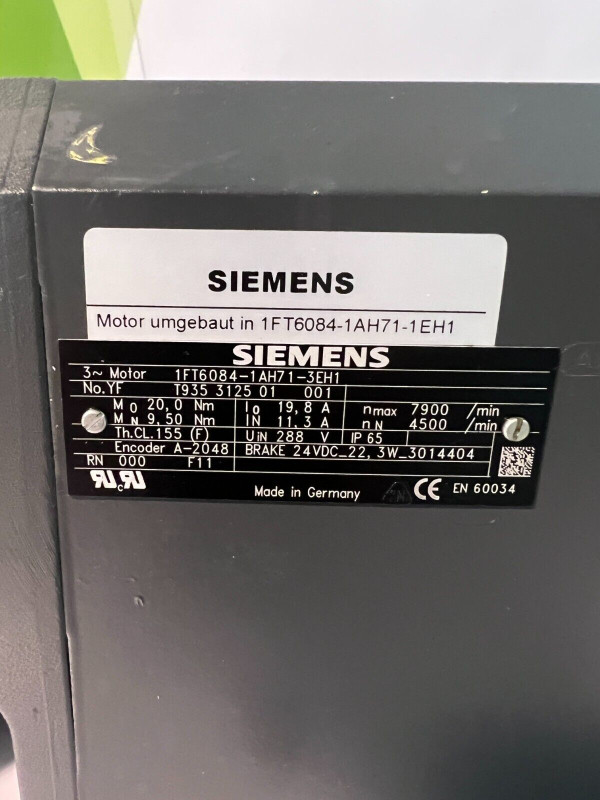 SIEMENS
Motor umgebaut in 1FT6084-1AH71-1EH1
SIEMENS
3~ Motor 1FT6084-1AH71-3EH1
No.YF T935 3125 01 001
M0 20,0 Nm I0 19,8 A nmax 7900 /min
MN 9,50 Nm IN 11,3 A nN 4500 /min
Th.CL.155 (F) UIN 288 V IP 65
Encoder A-2048 BRAKE 24VDC_22, 3W_3014404
RN 000 F11
Made in Germany CE EN 60034